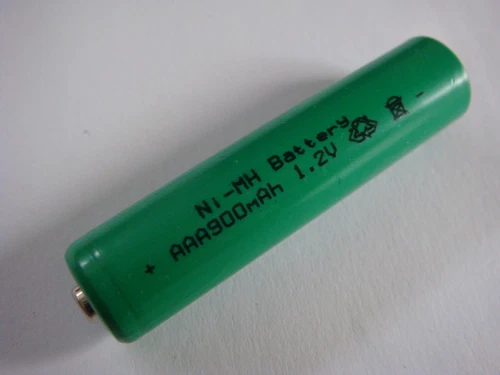 Ni-MH Battery -
+ AAA900mAh 1.2V